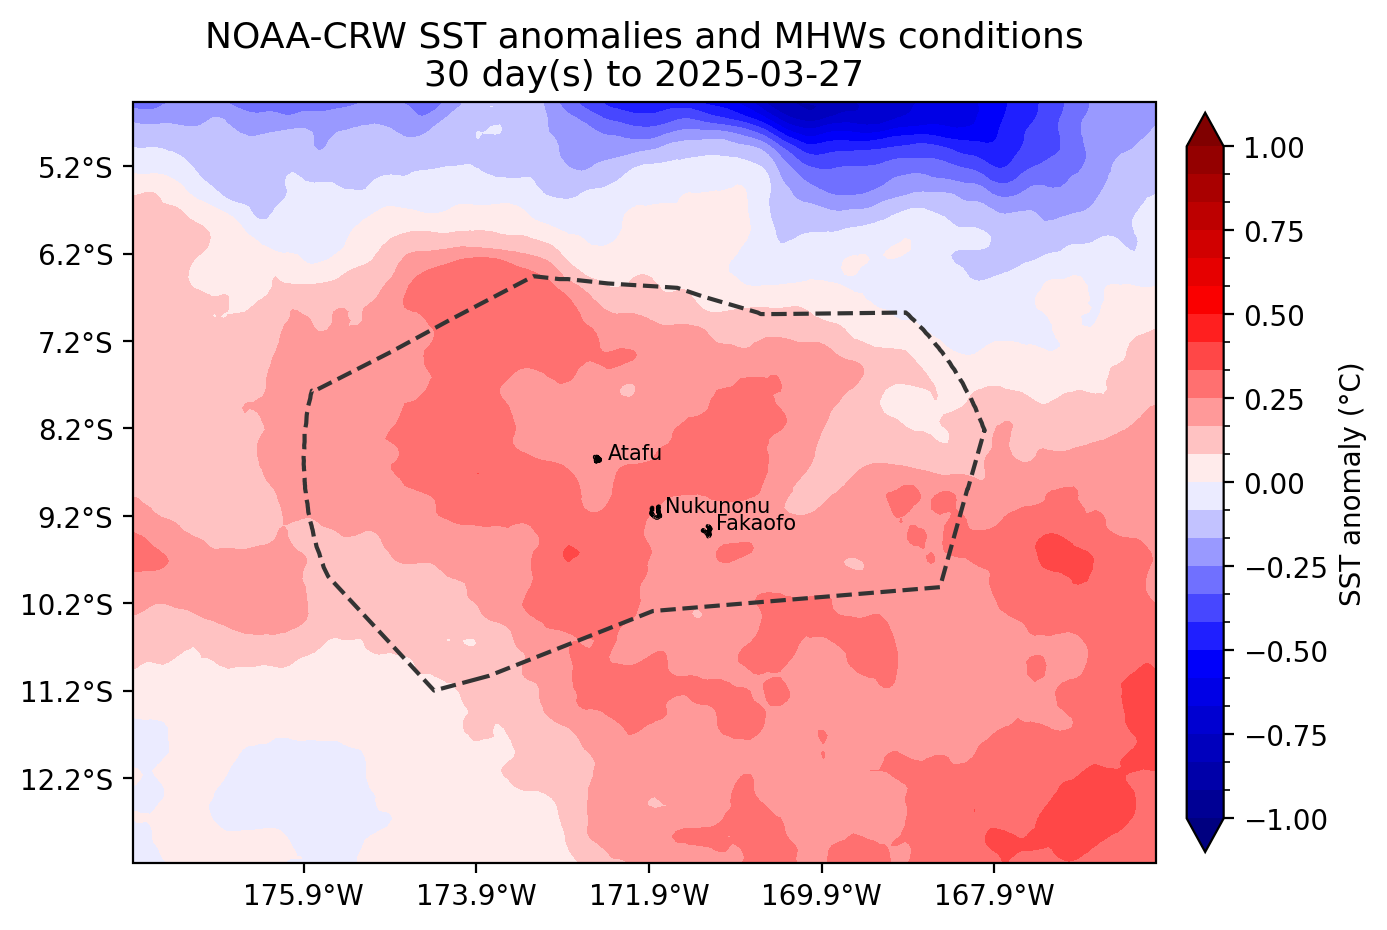 NOAA-CRW SST anomalies and MHWs conditions
30 day(s) to 2025-03-27
5.2°S
6.2°S
7.2°S
8.2°S
9.2°S
10.2°S
11.2°S
12.2°S
Atafu
Nukunonu
Fakaofo
175.9°W
173.9°W
171.9°W
169.9°W
167.9°W
1.00
0.75
0.50
0.25
0.00
−0.25
−0.50
−0.75
−1.00
SST anomaly (°C)